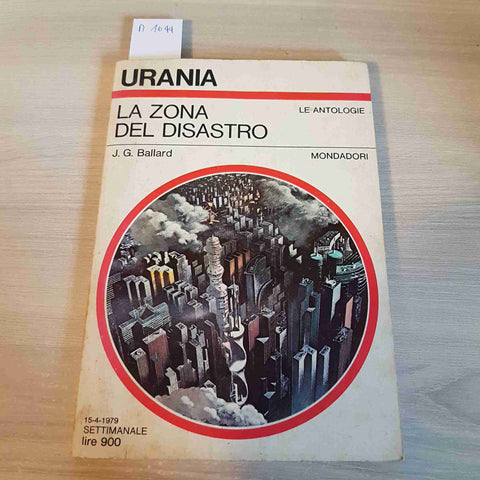 A 1044
URANIA
LA ZONA
DEL DISASTRO
LE ANTOLOGIE
J. G. Ballard
MONDADORI
15-4-1979
SETTIMANALE
lire 900